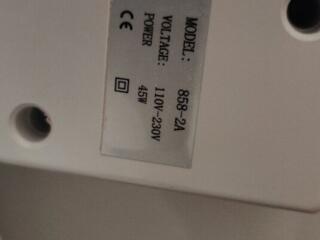 MODEL: 858-2A
VOLTAGE: 110V-230V
POWER 45W
CE